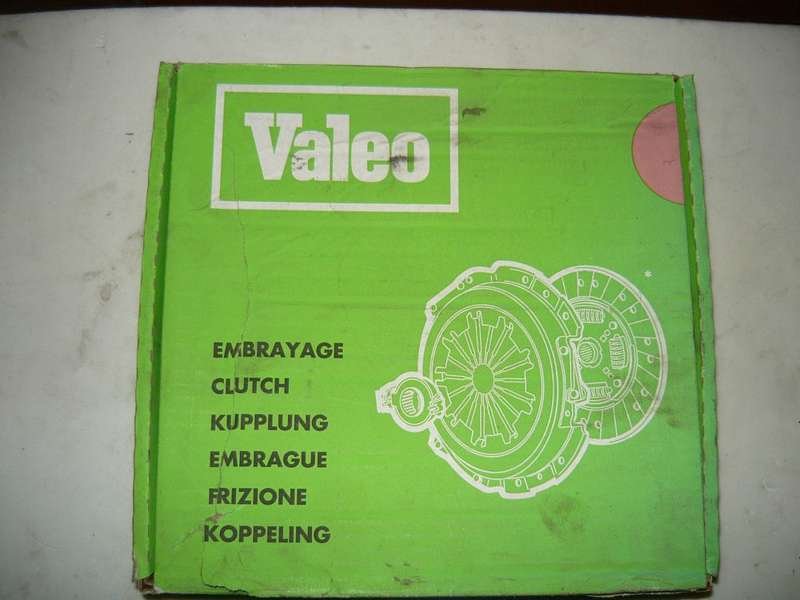 Valeo
EMBRAYAGE
CLUTCH
KUPPLUNG
EMBRAGUE
FRIZIONE
KOPPELING
*